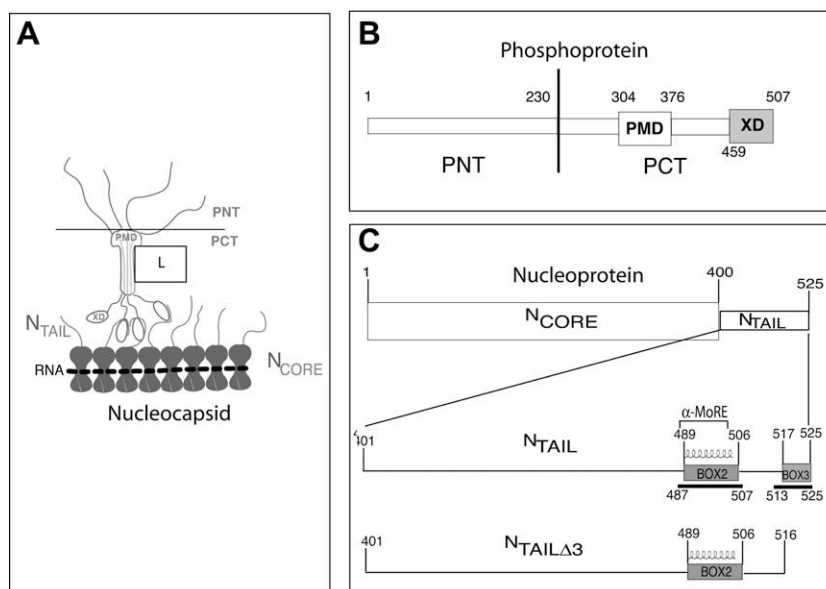 A
PNT
PMD
PCT
L
XD
NTAIL
RNA
NCORE
Nucleocapsid
B
Phosphoprotein
1 230 304 376 507
PMD XD
459
PNT PCT
C
1 Nucleoprotein 400 525
NCORE NTAIL
α-MoRE
401 NTAIL 489 506 517 525
BOX2 BOX3
487 507 513 525
401 NTAILΔ3 489 506 516
BOX2